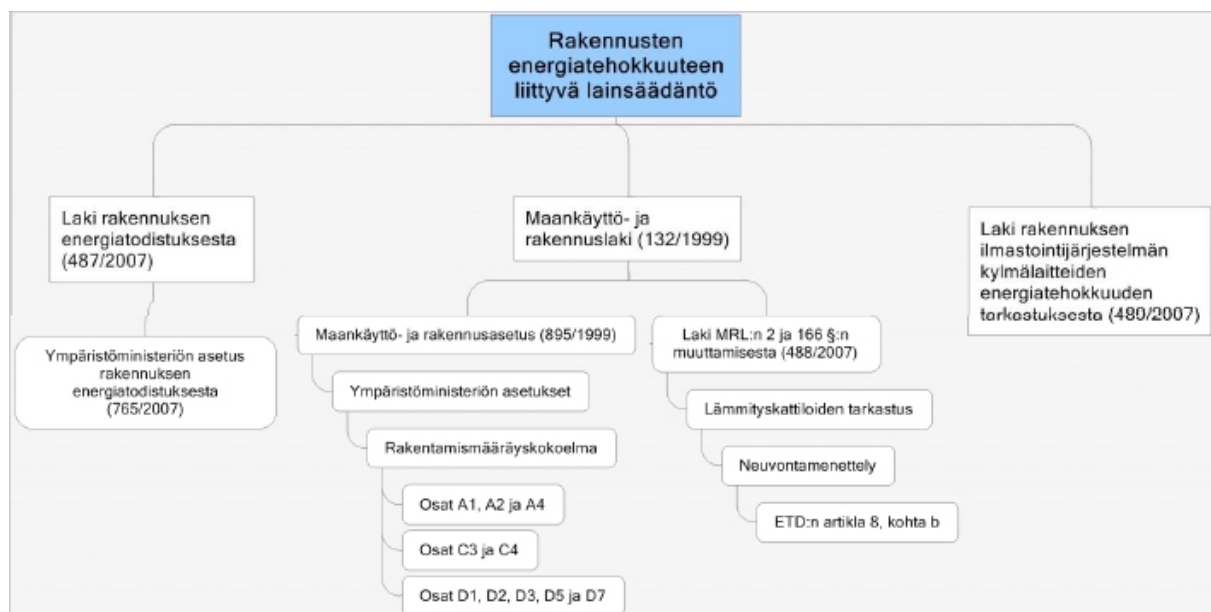 Rakennusten
energiatehokkuuteen
liittyvä lainsäädäntö
Laki rakennuksen
energiatodistuksesta
(487/2007)
Ympäristöministeriön asetus
rakennuksen
energiatodistuksesta
(765/2007)
Maankäyttö- ja
rakennuslaki (132/1999)
Maankäyttö- ja rakennusasetus (895/1999)
Ympäristöministeriön asetukset
Rakentamismääräyskokoelma
Osat A1, A2 ja A4
Osat C3 ja C4
Osat D1, D2, D3, D5 ja D7
Laki MRL:n 2 ja 166 §:n
muuttamisesta (488/2007)
Lämmityskattiloiden tarkastus
Neuvontamenettely
ETD:n artikla 8, kohta b
Laki rakennuksen
ilmastointijärjestelmän
kylmälaitteiden
energiatehokkuuden
tarkastuksesta (489/2007)